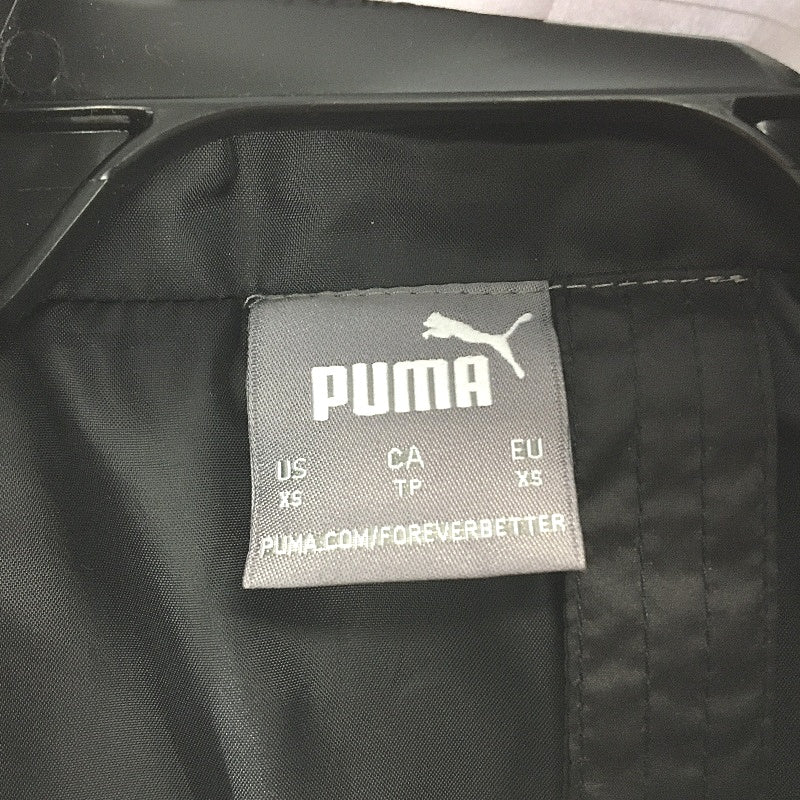 PUMA
US CA EU
XS TP XS
PUMA.COM/FOREVERBETTER